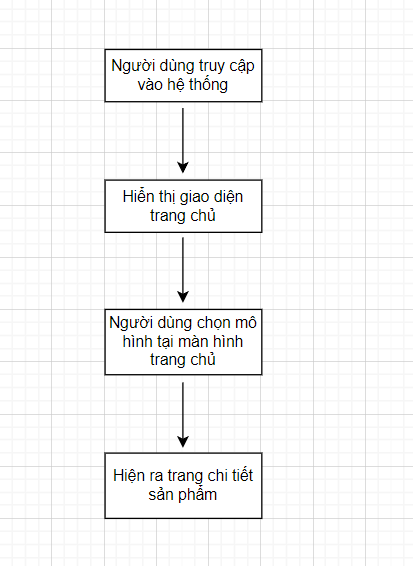 Người dùng truy cập
vào hệ thống
Hiển thị giao diện
trang chủ
Người dùng chọn mô
hình tại màn hình
trang chủ
Hiện ra trang chi tiết
sản phẩm